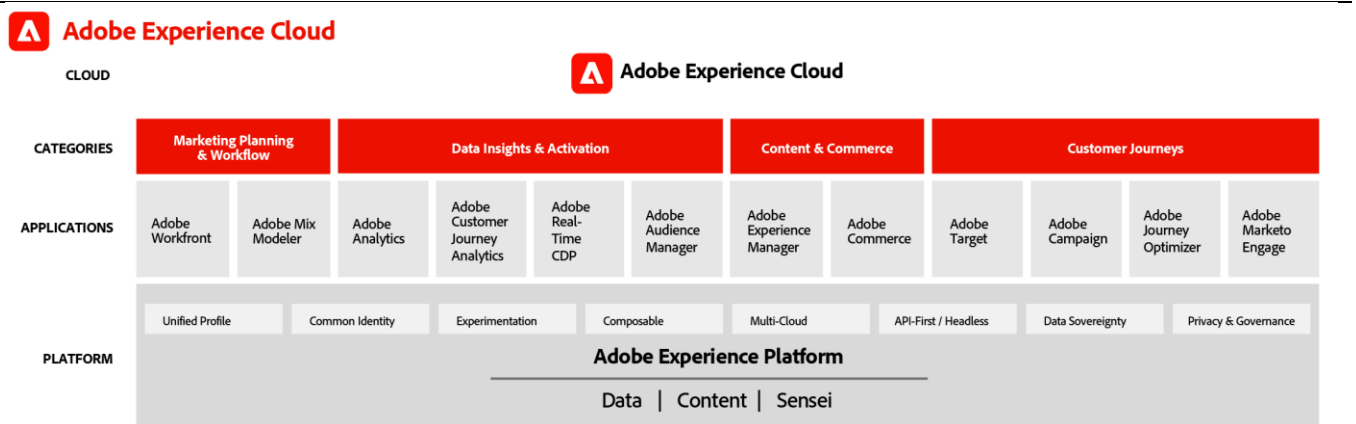 Adobe Experience Cloud
CLOUD
Adobe Experience Cloud
CATEGORIES
Marketing Planning
& Workflow
Data Insights & Activation
Content & Commerce
Customer Journeys
APPLICATIONS
Adobe
Workfront
Adobe Mix
Modeler
Adobe
Analytics
Adobe
Customer
Journey
Analytics
Adobe
Real-
Time
CDP
Adobe
Audience
Manager
Adobe
Experience
Manager
Adobe
Commerce
Adobe
Target
Adobe
Campaign
Adobe
Journey
Optimizer
Adobe
Marketo
Engage
PLATFORM
Unified Profile
Common Identity
Experimentation
Composable
Multi-Cloud
API-First / Headless
Data Sovereignty
Privacy & Governance
Adobe Experience Platform
Data | Content | Sensei